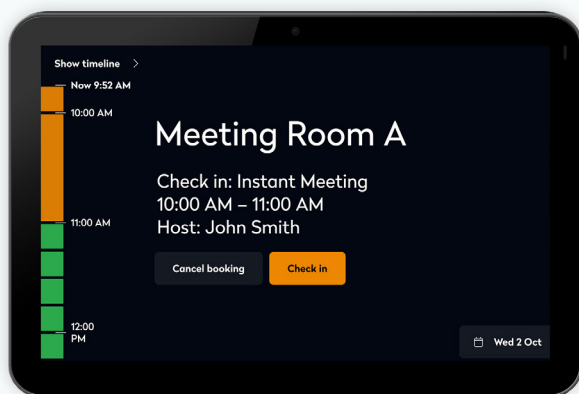 Show timeline
Now 9:52 AM
10:00 AM
11:00 AM
12:00
PM
Meeting Room A
Check in: Instant Meeting
10:00 AM – 11:00 AM
Host: John Smith
Cancel booking
Check in
Wed 2 Oct